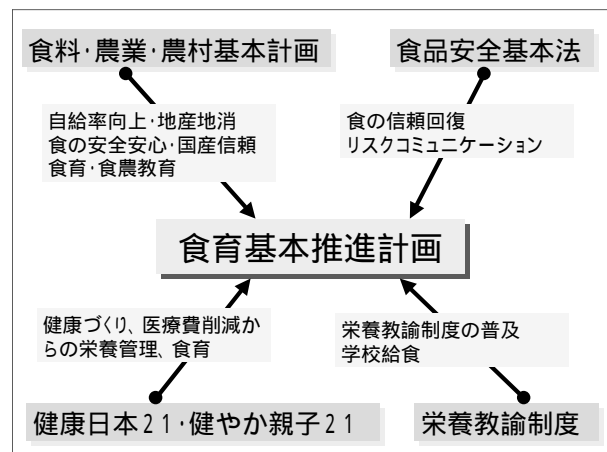 食料・農業・農村基本計画
食品安全基本法
自給率向上・地産地消
食の安全安心・国産信頼
食育・食農教育
食の信頼回復
リスクコミュニケーション
食育基本推進計画
健康づくり、医療費削減か
らの栄養管理、食育
栄養教諭制度の普及
学校給食
健康日本21・健やか親子21
栄養教諭制度